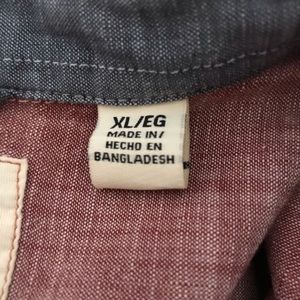 XL/EG
MADE IN/
HECHO EN
BANGLADESH